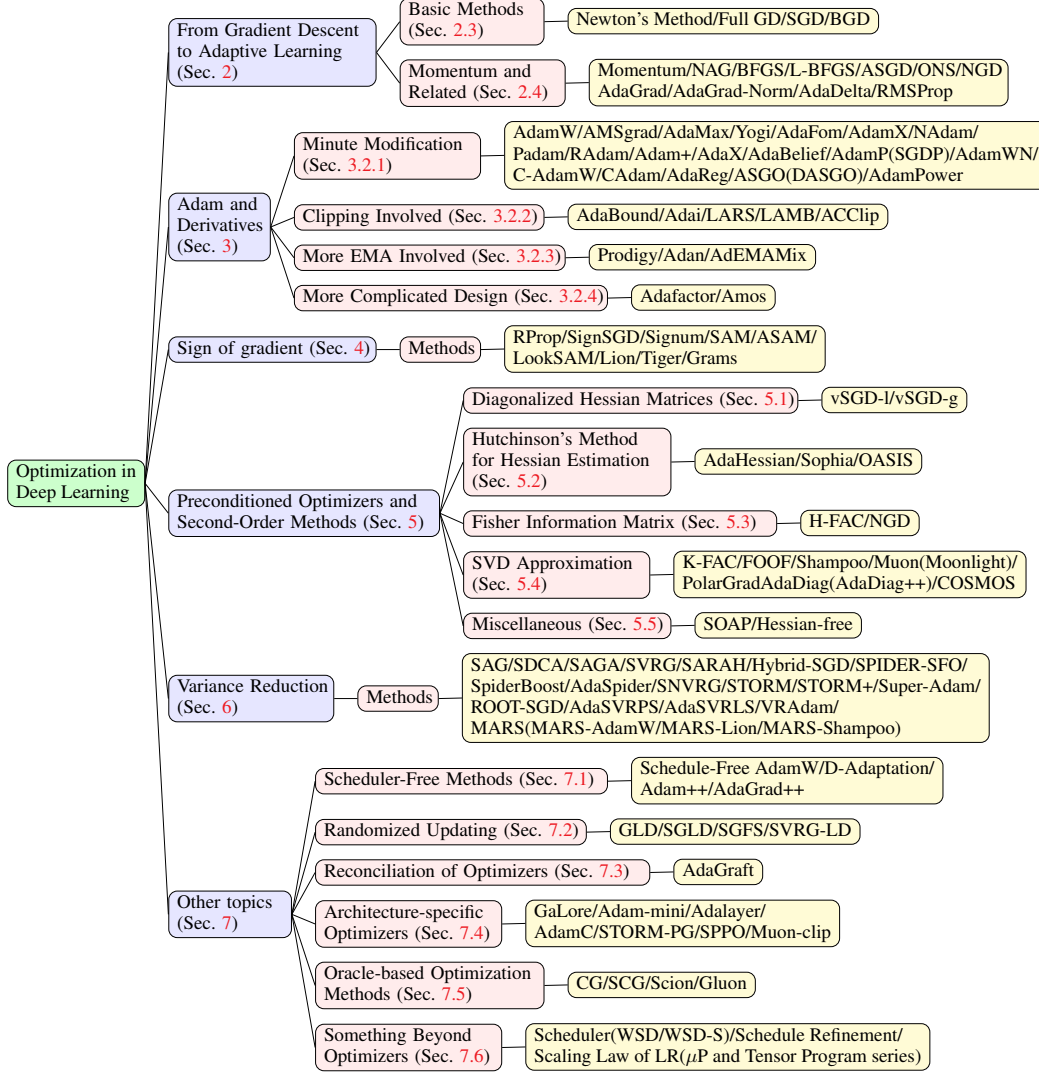 Optimization in
Deep Learning
From Gradient Descent
to Adaptive Learning
(Sec. 2)
Basic Methods
(Sec. 2.3)
Newton's Method/Full GD/SGD/BGD
Momentum and
Related (Sec. 2.4)
Momentum/NAG/BFGS/L-BFGS/ASGD/ONS/NGD
AdaGrad/AdaGrad-Norm/AdaDelta/RMSProp
Adam and
Derivatives
(Sec. 3)
Minute Modification
(Sec. 3.2.1)
AdamW/AMSgrad/AdaMax/Yogi/AdaFom/AdamX/NAdam/
Padam/RAdam/Adam+/AdaX/AdaBelief/AdamP(SGDP)/AdamWN/
C-AdamW/CAdam/AdaReg/ASGO(DASGO)/AdamPower
Clipping Involved (Sec. 3.2.2)
AdaBound/Adai/LARS/LAMB/ACClip
More EMA Involved (Sec. 3.2.3)
Prodigy/Adan/AdEMAMix
More Complicated Design (Sec. 3.2.4)
Adafactor/Amos
Sign of gradient (Sec. 4)
Methods
RProp/SignSGD/Signum/SAM/ASAM/
LookSAM/Lion/Tiger/Grams
Preconditioned Optimizers and
Second-Order Methods (Sec. 5)
Diagonalized Hessian Matrices (Sec. 5.1)
vSGD-l/vSGD-g
Hutchinson's Method
for Hessian Estimation
(Sec. 5.2)
AdaHessian/Sophia/OASIS
Fisher Information Matrix (Sec. 5.3)
H-FAC/NGD
SVD Approximation
(Sec. 5.4)
K-FAC/FOOF/Shampoo/Muon(Moonlight)/
PolarGradAdaDiag(AdaDiag++)/COSMOS
Miscellaneous (Sec. 5.5)
SOAP/Hessian-free
Variance Reduction
(Sec. 6)
Methods
SAG/SDCA/SAGA/SVRG/SARAH/Hybrid-SGD/SPIDER-SFO/
SpiderBoost/AdaSpider/SNVRG/STORM/STORM+/Super-Adam/
ROOT-SGD/AdaSVRPS/AdaSVRLS/VRAdam/
MARS(MARS-AdamW/MARS-Lion/MARS-Shampoo)
Other topics
(Sec. 7)
Scheduler-Free Methods (Sec. 7.1)
Schedule-Free AdamW/D-Adaptation/
Adam++/AdaGrad++
Randomized Updating (Sec. 7.2)
GLD/SGLD/SGFS/SVRG-LD
Reconciliation of Optimizers (Sec. 7.3)
AdaGraft
Architecture-specific
Optimizers (Sec. 7.4)
GaLore/Adam-mini/Adalayer/
AdamC/STORM-PG/SPPO/Muon-clip
Oracle-based Optimization
Methods (Sec. 7.5)
CG/SCG/Scion/Gluon
Something Beyond
Optimizers (Sec. 7.6)
Scheduler(WSD/WSD-S)/Schedule Refinement/
Scaling Law of LR(μP and Tensor Program series)